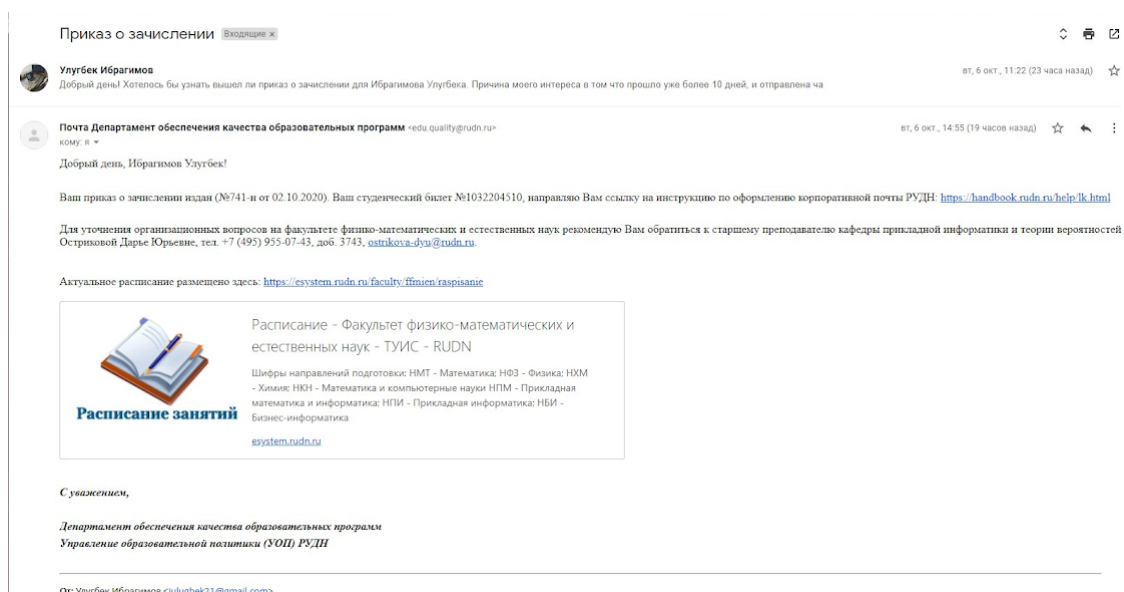 Приказ о зачислении Входящие ×
Улугбек Ибрагимов вт, 6 окт., 11:22 (23 часа назад)
Добрый день! Хотелось бы узнать вышел ли приказ о зачислении для Ибрагимова Улугбека. Причина моего интереса в том что прошло уже более 10 дней, и отправлена ча
Почта Департамент обеспечения качества образовательных программ <edu.quality@rudn.ru> вт, 6 окт., 14:55 (19 часов назад)
кому: я
Добрый день, Ибрагимов Улугбек!
Ваш приказ о зачислении издан (№741-н от 02.10.2020). Ваш студенческий билет №1032204510, направляю Вам ссылку на инструкцию по оформлению корпоративной почты РУДН: https://handbook.rudn.ru/help/lk.html
Для уточнения организационных вопросов на факультете физико-математических и естественных наук рекомендую Вам обратиться к старшему преподавателю кафедры прикладной информатики и теории вероятностей
Остриковой Дарье Юрьевне, тел. +7 (495) 955-07-43, доб. 3743, ostrikova-dyu@rudn.ru.
Актуальное расписание размещено здесь: https://esystem.rudn.ru/faculty/ffmien/raspisanie
Расписание занятий
Расписание - Факультет физико-математических и
естественных наук - ТУИС - RUDN
Шифры направлений подготовки: НМТ - Математика; НФЗ - Физика; НХМ
- Химия; НКН - Математика и компьютерные науки НПМ - Прикладная
математика и информатика; НПИ - Прикладная информатика; НБИ -
Бизнес-информатика
esystem.rudn.ru
С уважением,
Департамент обеспечения качества образовательных программ
Управление образовательной политики (УОП) РУДН
От: Улугбек Ибрагимов <iulugbek21@gmail.com>